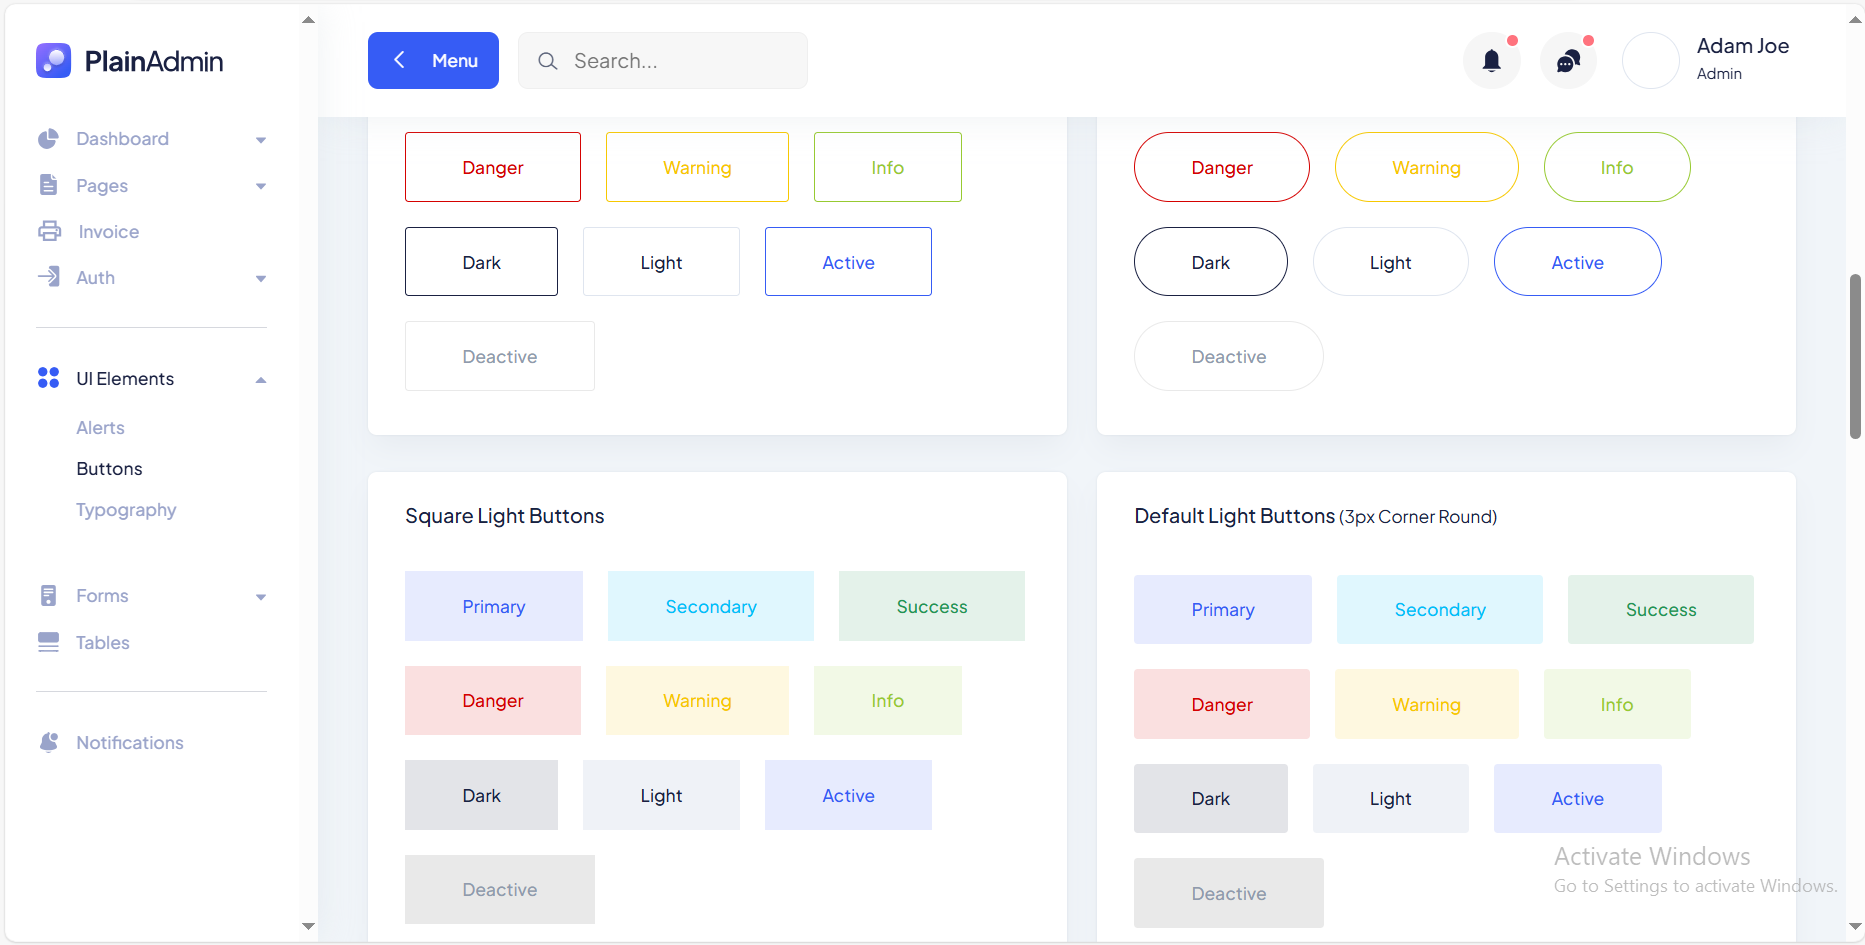 PlainAdmin
Dashboard
Pages
Invoice
Auth
UI Elements
Alerts
Buttons
Typography
Forms
Tables
Notifications
Menu
Search...
Adam Joe
Admin
Danger Warning Info
Dark Light Active
Deactive
Danger Warning Info
Dark Light Active
Deactive
Square Light Buttons
Primary Secondary Success
Danger Warning Info
Dark Light Active
Deactive
Default Light Buttons (3px Corner Round)
Primary Secondary Success
Danger Warning Info
Dark Light Active
Deactive
Activate Windows
Go to Settings to activate Windows.